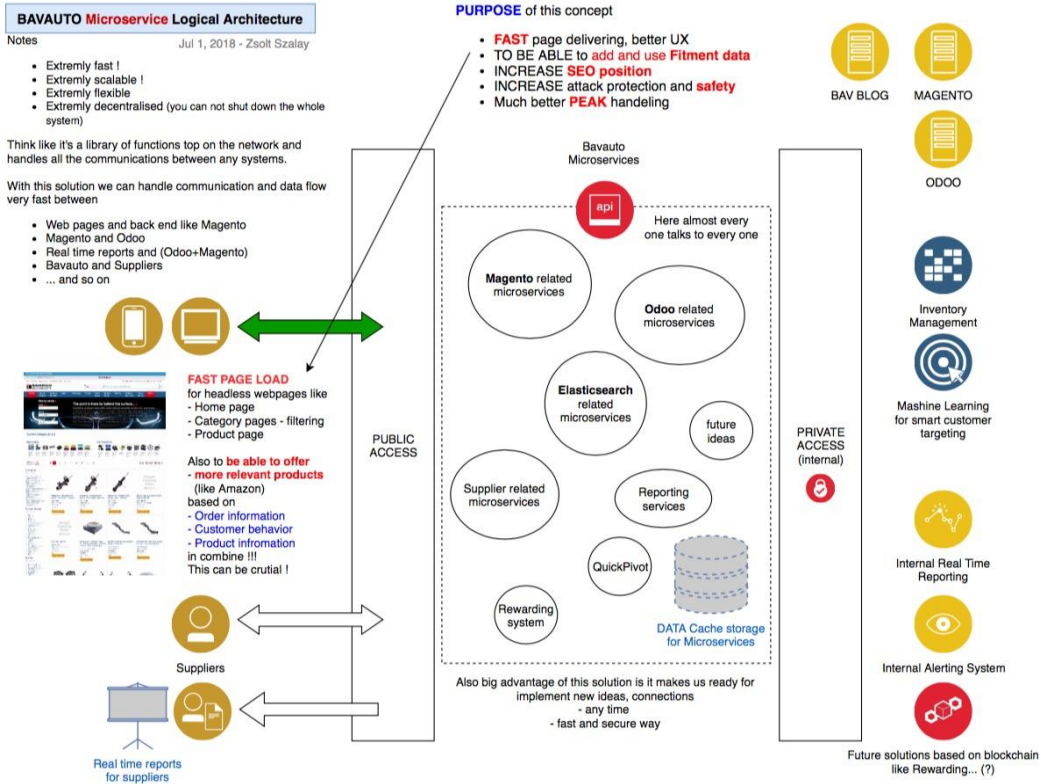 BAVAUTO Microservice Logical Architecture
Notes
Jul 1, 2018 - Zsolt Szalay
• Extremly fast !
• Extremly scalable !
• Extremly flexible
• Extremly decentralised (you can not shut down the whole
system)
Think like it's a library of functions top on the network and
handles all the communications between any systems.
With this solution we can handle communication and data flow
very fast between
• Web pages and back end like Magento
• Magento and Odoo
• Real time reports and (Odoo+Magento)
• Bavauto and Suppliers
• ... and so on
PURPOSE of this concept
• FAST page delivering, better UX
• TO BE ABLE to add and use Fitment data
• INCREASE SEO position
• INCREASE attack protection and safety
• Much better PEAK handeling
FAST PAGE LOAD
for headless webpages like
- Home page
- Category pages - filtering
- Product page
Also to be able to offer
- more relevant products
(like Amazon)
based on
- Order information
- Customer behavior
- Product infromation
in combine !!!
This can be crutial !
Suppliers
Real time reports
for suppliers
PUBLIC
ACCESS
Bavauto
Microservices
api
Here almost every
one talks to every one
Magento related
microservices
Odoo related
microservices
Elasticsearch
related
microservices
future
ideas
Supplier related
microservices
Reporting
services
QuickPivot
Rewarding
system
DATA Cache storage
for Microservices
Also big advantage of this solution is it makes us ready for
implement new ideas, connections
- any time
- fast and secure way
PRIVATE
ACCESS
(internal)
BAV BLOG
MAGENTO
ODOO
Inventory
Management
Mashine Learning
for smart customer
targeting
Internal Real Time
Reporting
Internal Alerting System
Future solutions based on blockchain
like Rewarding... (?)